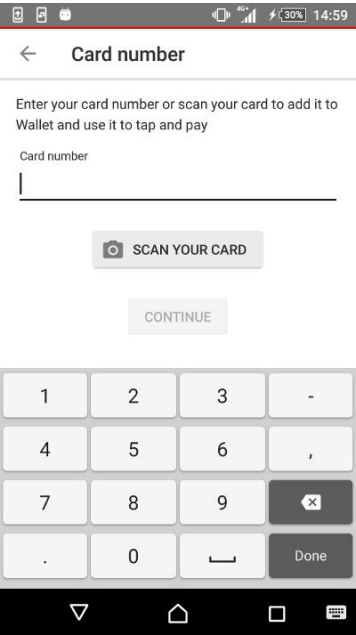 4G+ 30% 14:59
Card number
Enter your card number or scan your card to add it to
Wallet and use it to tap and pay
Card number
SCAN YOUR CARD
CONTINUE
1 2 3 -
4 5 6 ,
7 8 9
. 0 Done